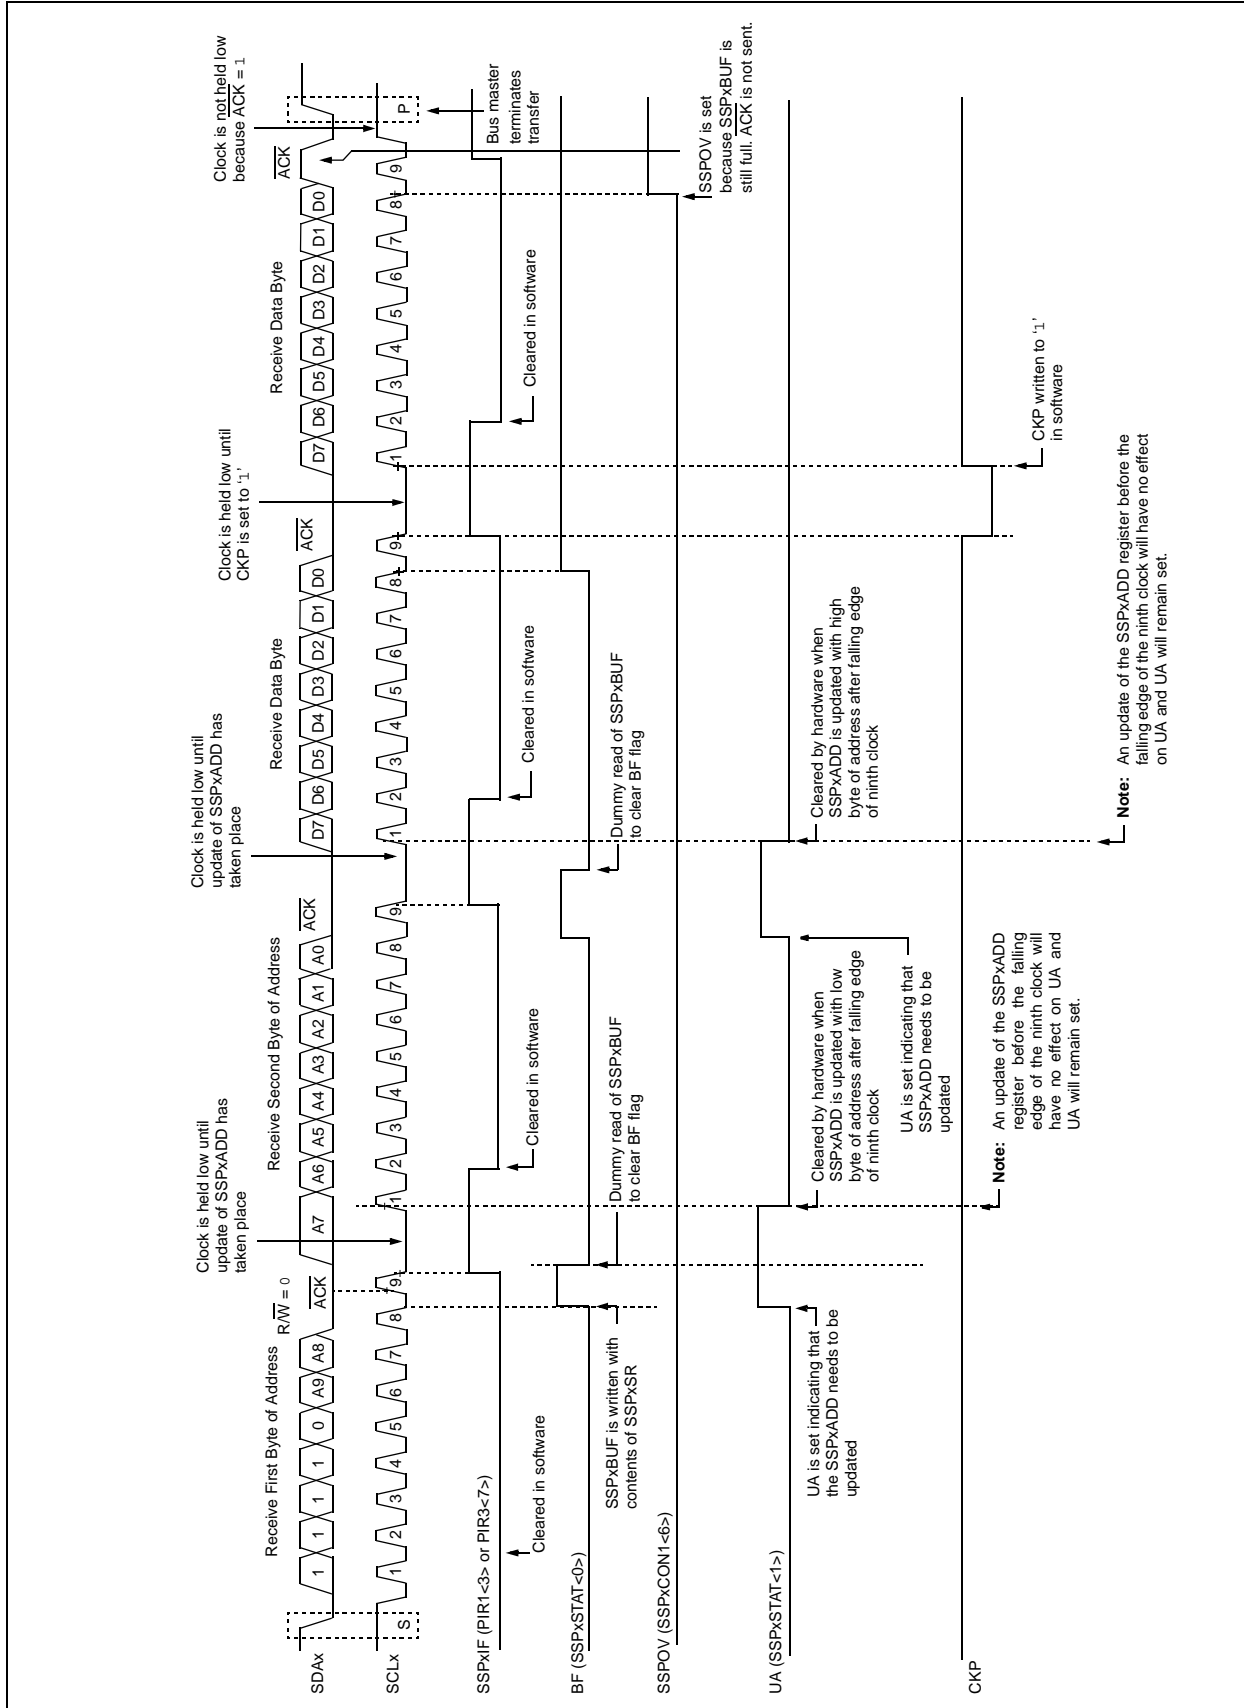 Receive First Byte of Address
R/W = 0
ACK
Clock is held low until
update of SSPxADD has
taken place
Receive Second Byte of Address
ACK
Clock is held low until
update of SSPxADD has
taken place
Receive Data Byte
ACK
Clock is held low until
CKP is set to ‘1’
Receive Data Byte
ACK
Clock is not held low
because ACK = 1
SDAx
1 1 1 1 0 A9 A8
A7 A6 A5 A4 A3 A2 A1 A0
D7 D6 D5 D4 D3 D2 D1 D0
D7 D6 D5 D4 D3 D2 D1 D0
SCLx
S
1 2 3 4 5 6 7 8 9
1 2 3 4 5 6 7 8 9
1 2 3 4 5 6 7 8 9
1 2 3 4 5 6 7 8 9
P
Bus master
terminates
transfer
SSPxIF (PIR1<3> or PIR3<7>)
Cleared in software
Cleared in software
Cleared in software
Cleared in software
BF (SSPxSTAT<0>)
SSPxBUF is written with
contents of SSPxSR
Dummy read of SSPxBUF
to clear BF flag
Dummy read of SSPxBUF
to clear BF flag
SSPOV (SSPxCON1<6>)
SSPOV is set
because SSPxBUF is
still full. ACK is not sent.
UA (SSPxSTAT<1>)
UA is set indicating that
the SSPxADD needs to be
updated
Cleared by hardware when
SSPxADD is updated with low
byte of address after falling edge
of ninth clock
UA is set indicating that
SSPxADD needs to be
updated
Cleared by hardware when
SSPxADD is updated with high
byte of address after falling edge
of ninth clock
CKP
CKP written to ‘1’
in software
Note: An update of the SSPxADD
register before the falling
edge of the ninth clock will
have no effect on UA and
UA will remain set.
Note: An update of the SSPxADD register before the
falling edge of the ninth clock will have no effect
on UA and UA will remain set.